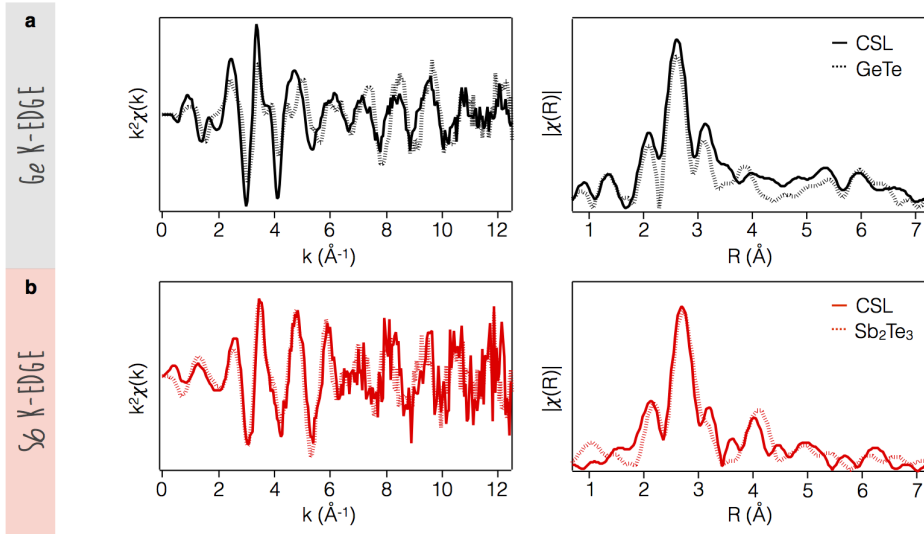 a
Ge K-EDGE
k²χ(k)
0 2 4 6 8 10 12
k (Å⁻¹)
|χ(R)|
CSL
GeTe
1 2 3 4 5 6 7
R (Å)
b
Sb K-EDGE
k²χ(k)
0 2 4 6 8 10 12
k (Å⁻¹)
|χ(R)|
CSL
Sb₂Te₃
1 2 3 4 5 6 7
R (Å)